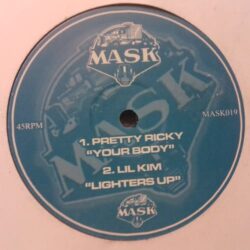 MASK
45RPM
MASK019
1. PRETTY RICKY
"YOUR BODY"
2. LIL KIM
"LIGHTERS UP"
MASK
MASK